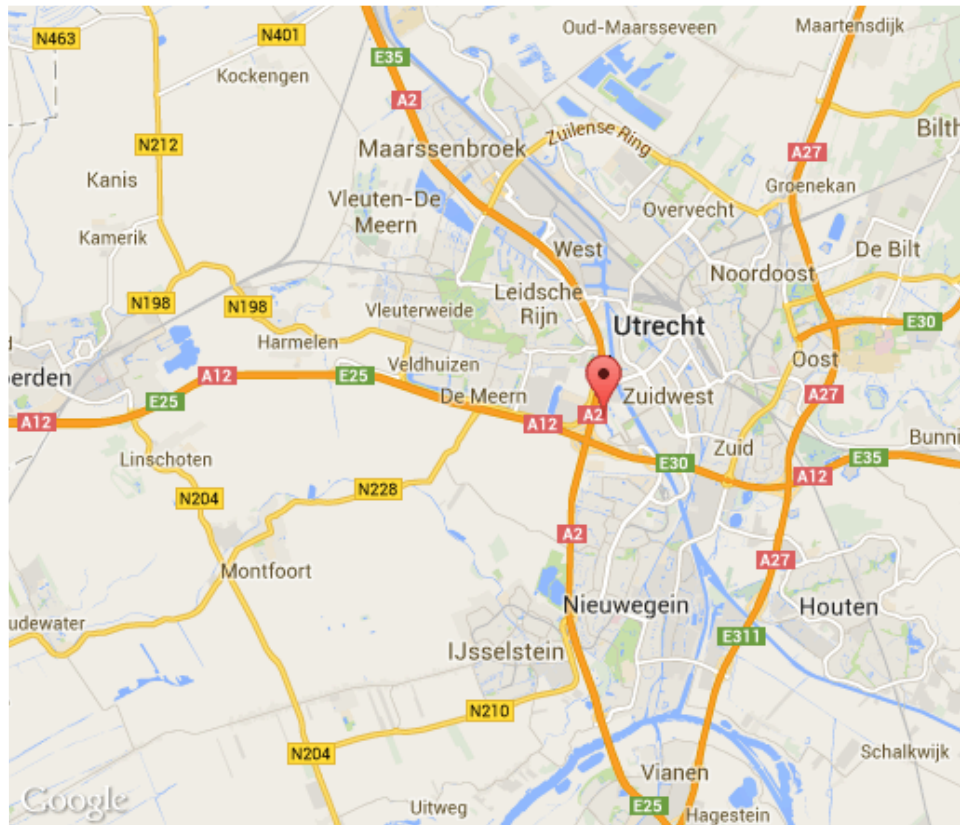 Oud-Maarsseveen
Maartensdijk
N463
N401
E35
Kockengen
A2
Bilth
Zuilense Ring
N212
Maarssenbroek
A27
Kanis
Groenekan
Vleuten-De
Meern
Overvecht
Kamerik
West
De Bilt
Noordoost
N198
N198
Leidsche
Rijn
Vleuterweide
Utrecht
E30
Harmelen
Veldhuizen
Oost
erden
A12
E25
De Meern
Zuidwest
A27
E25
A2
A12
A12
Zuid
Bunni
Linschoten
E30
E35
A12
N204
N228
A2
A27
Montfoort
Nieuwegein
Houten
udewater
E311
IJsselstein
N210
N204
Schalkwijk
Vianen
Google
Uitweg
E25
Hagestein